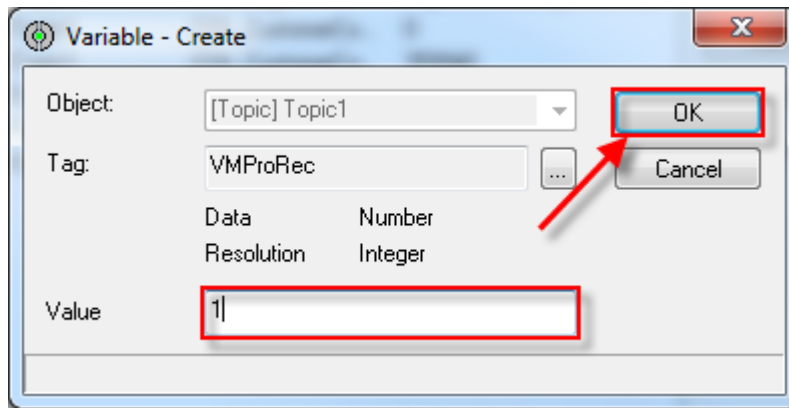 Variable - Create
Object: [Topic] Topic1 OK
Tag: VMProRec ... Cancel
Data Number
Resolution Integer
Value 1